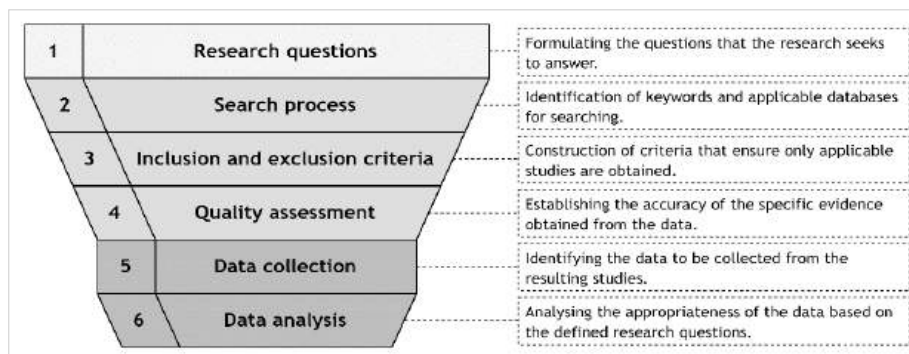 1 Research questions
Formulating the questions that the research seeks
to answer.
2 Search process
Identification of keywords and applicable databases
for searching.
3 Inclusion and exclusion criteria
Construction of criteria that ensure only applicable
studies are obtained.
4 Quality assessment
Establishing the accuracy of the specific evidence
obtained from the data.
5 Data collection
Identifying the data to be collected from the
resulting studies.
6 Data analysis
Analysing the appropriateness of the data based on
the defined research questions.